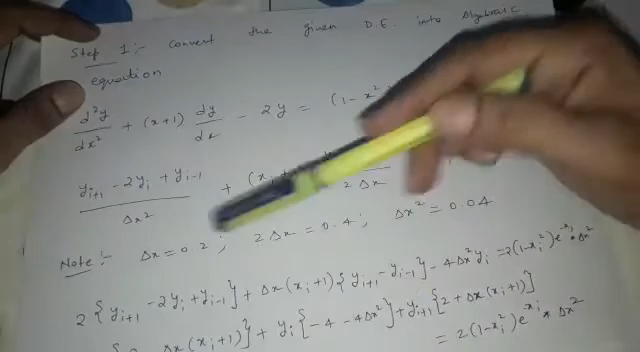 Step 1:- Convert the given D.E. into Algebraic
equation
d²y/dx² + (x+1) dy/dx - 2y = (1-x²
(y_{i+1} - 2y_i + y_{i-1})/Δx² + (x_i + / 2Δx
Note:- Δx = 0.2 ; 2Δx = 0.4 ; Δx² = 0.04
2{y_{i+1} - 2y_i + y_{i-1}} + Δx(x_i+1){y_{i+1} - y_{i-1}} - 4Δx²y_i = 2(1-x_i²)e^{-x_i} * Δx²
Δx(x_i+1)} + y_i{-4-4Δx²} + y_{i+1}{2+Δx(x_i+1)}
= 2(1-x_i²)e^{-x_i} * Δx²